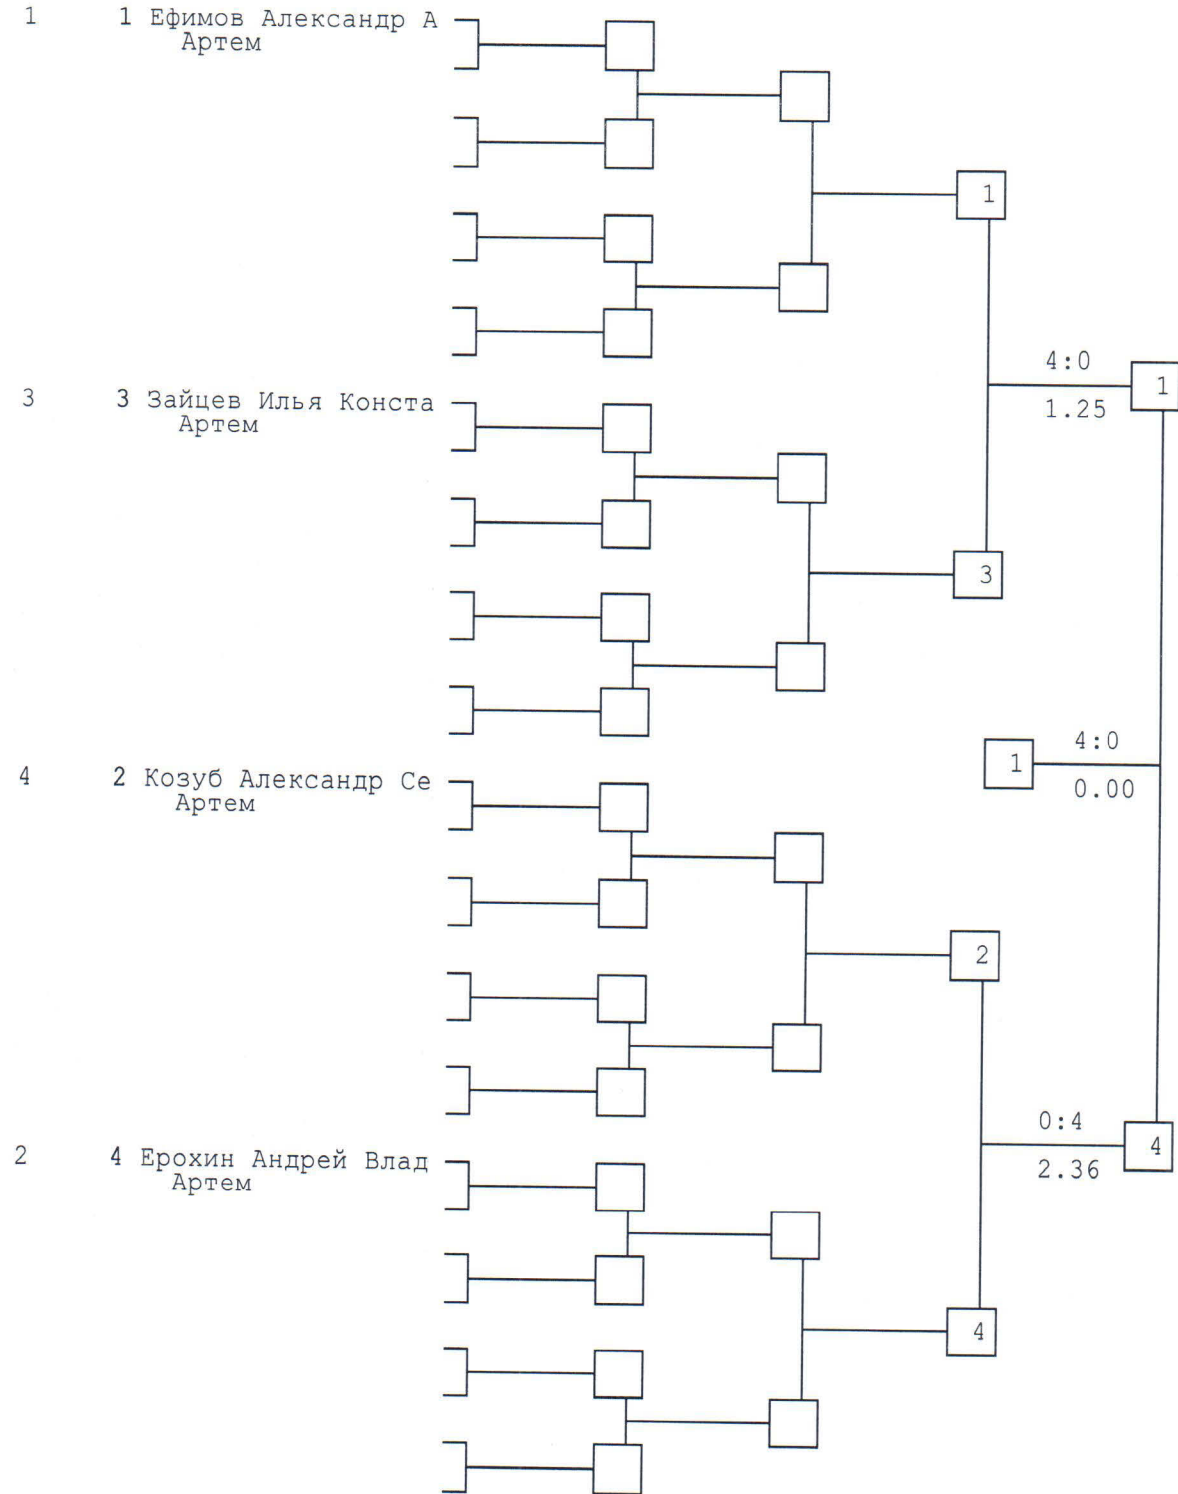 1 1 Ефимов Александр А
Артем
1
4:0
1
1.25
3 3 Зайцев Илья Конста
Артем
3
4:0
1
0.00
4 2 Козуб Александр Се
Артем
2
0:4
4
2.36
2 4 Ерохин Андрей Влад
Артем
4